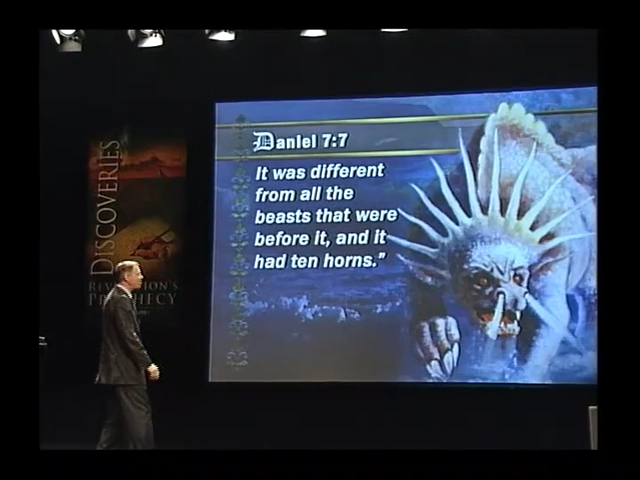 Daniel 7:7
It was different
from all the
beasts that were
before it, and it
had ten horns."
DISCOVERIES
REVELATION'S
PROPHECY